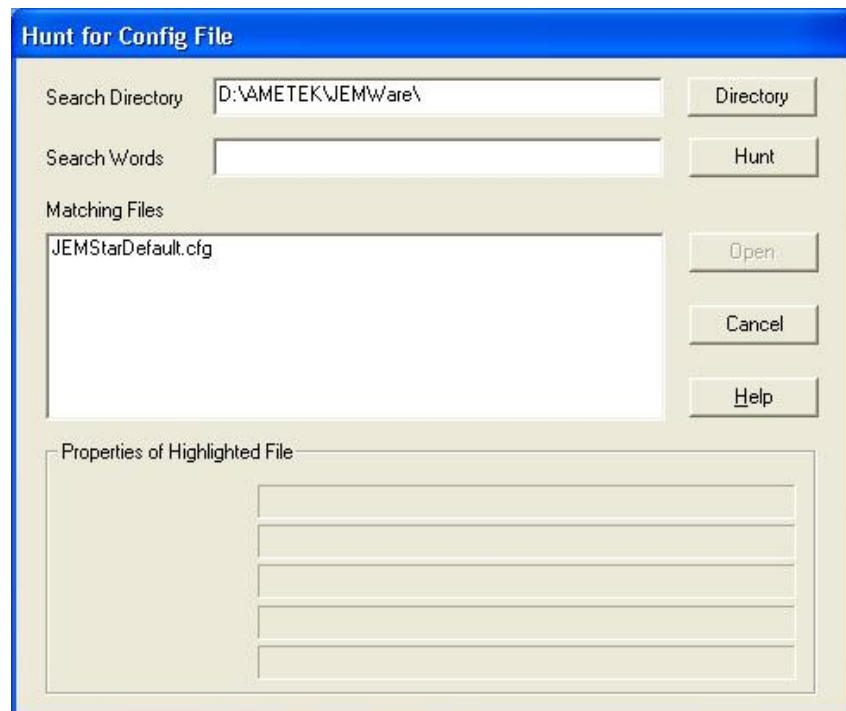 Hunt for Config File
Search Directory D:\AMETEK\JEMWare\ Directory
Search Words Hunt
Matching Files
JEMStarDefault.cfg
Open
Cancel
Help
Properties of Highlighted File